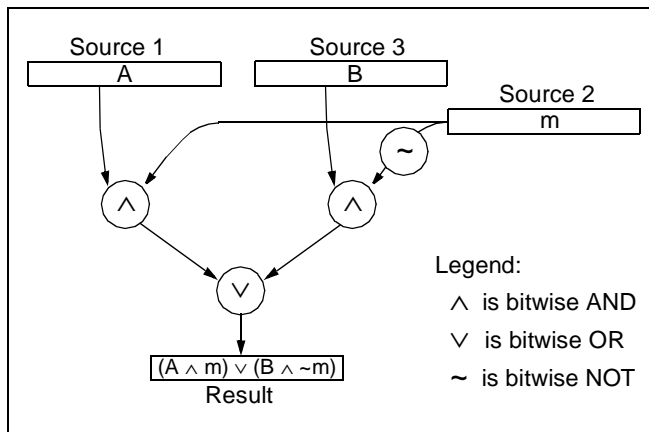 Source 1
A
Source 3
B
Source 2
m
~
∧
∧
∨
(A ∧ m) ∨ (B ∧ ~m)
Result
Legend:
∧ is bitwise AND
∨ is bitwise OR
~ is bitwise NOT